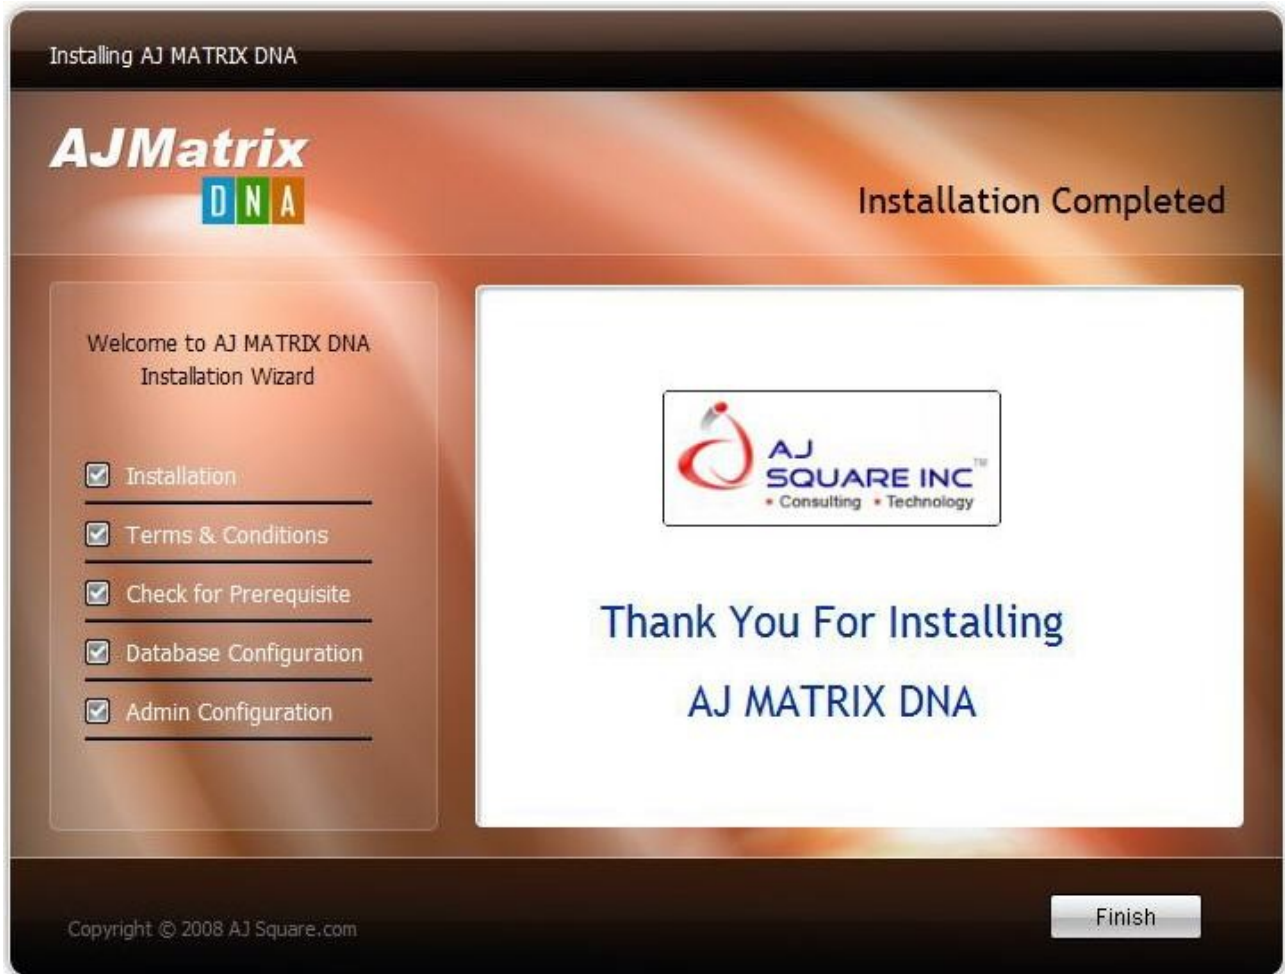 Installing AJ MATRIX DNA
AJMatrix
DNA
Installation Completed
Welcome to AJ MATRIX DNA
Installation Wizard
Installation
Terms & Conditions
Check for Prerequisite
Database Configuration
Admin Configuration
AJ
SQUARE INC™
• Consulting • Technology
Thank You For Installing
AJ MATRIX DNA
Copyright © 2008 AJ Square.com
Finish